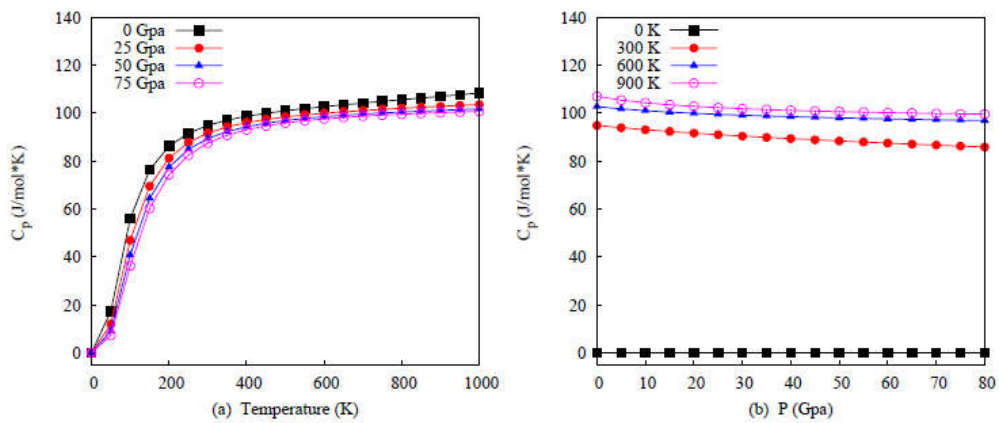 140
120
100
80
60
40
20
0
C_p (J/mol*K)
0 Gpa
25 Gpa
50 Gpa
75 Gpa
0 200 400 600 800 1000
(a) Temperature (K)
140
120
100
80
60
40
20
0
C_p (J/mol*K)
0 K
300 K
600 K
900 K
0 10 20 30 40 50 60 70 80
(b) P (Gpa)